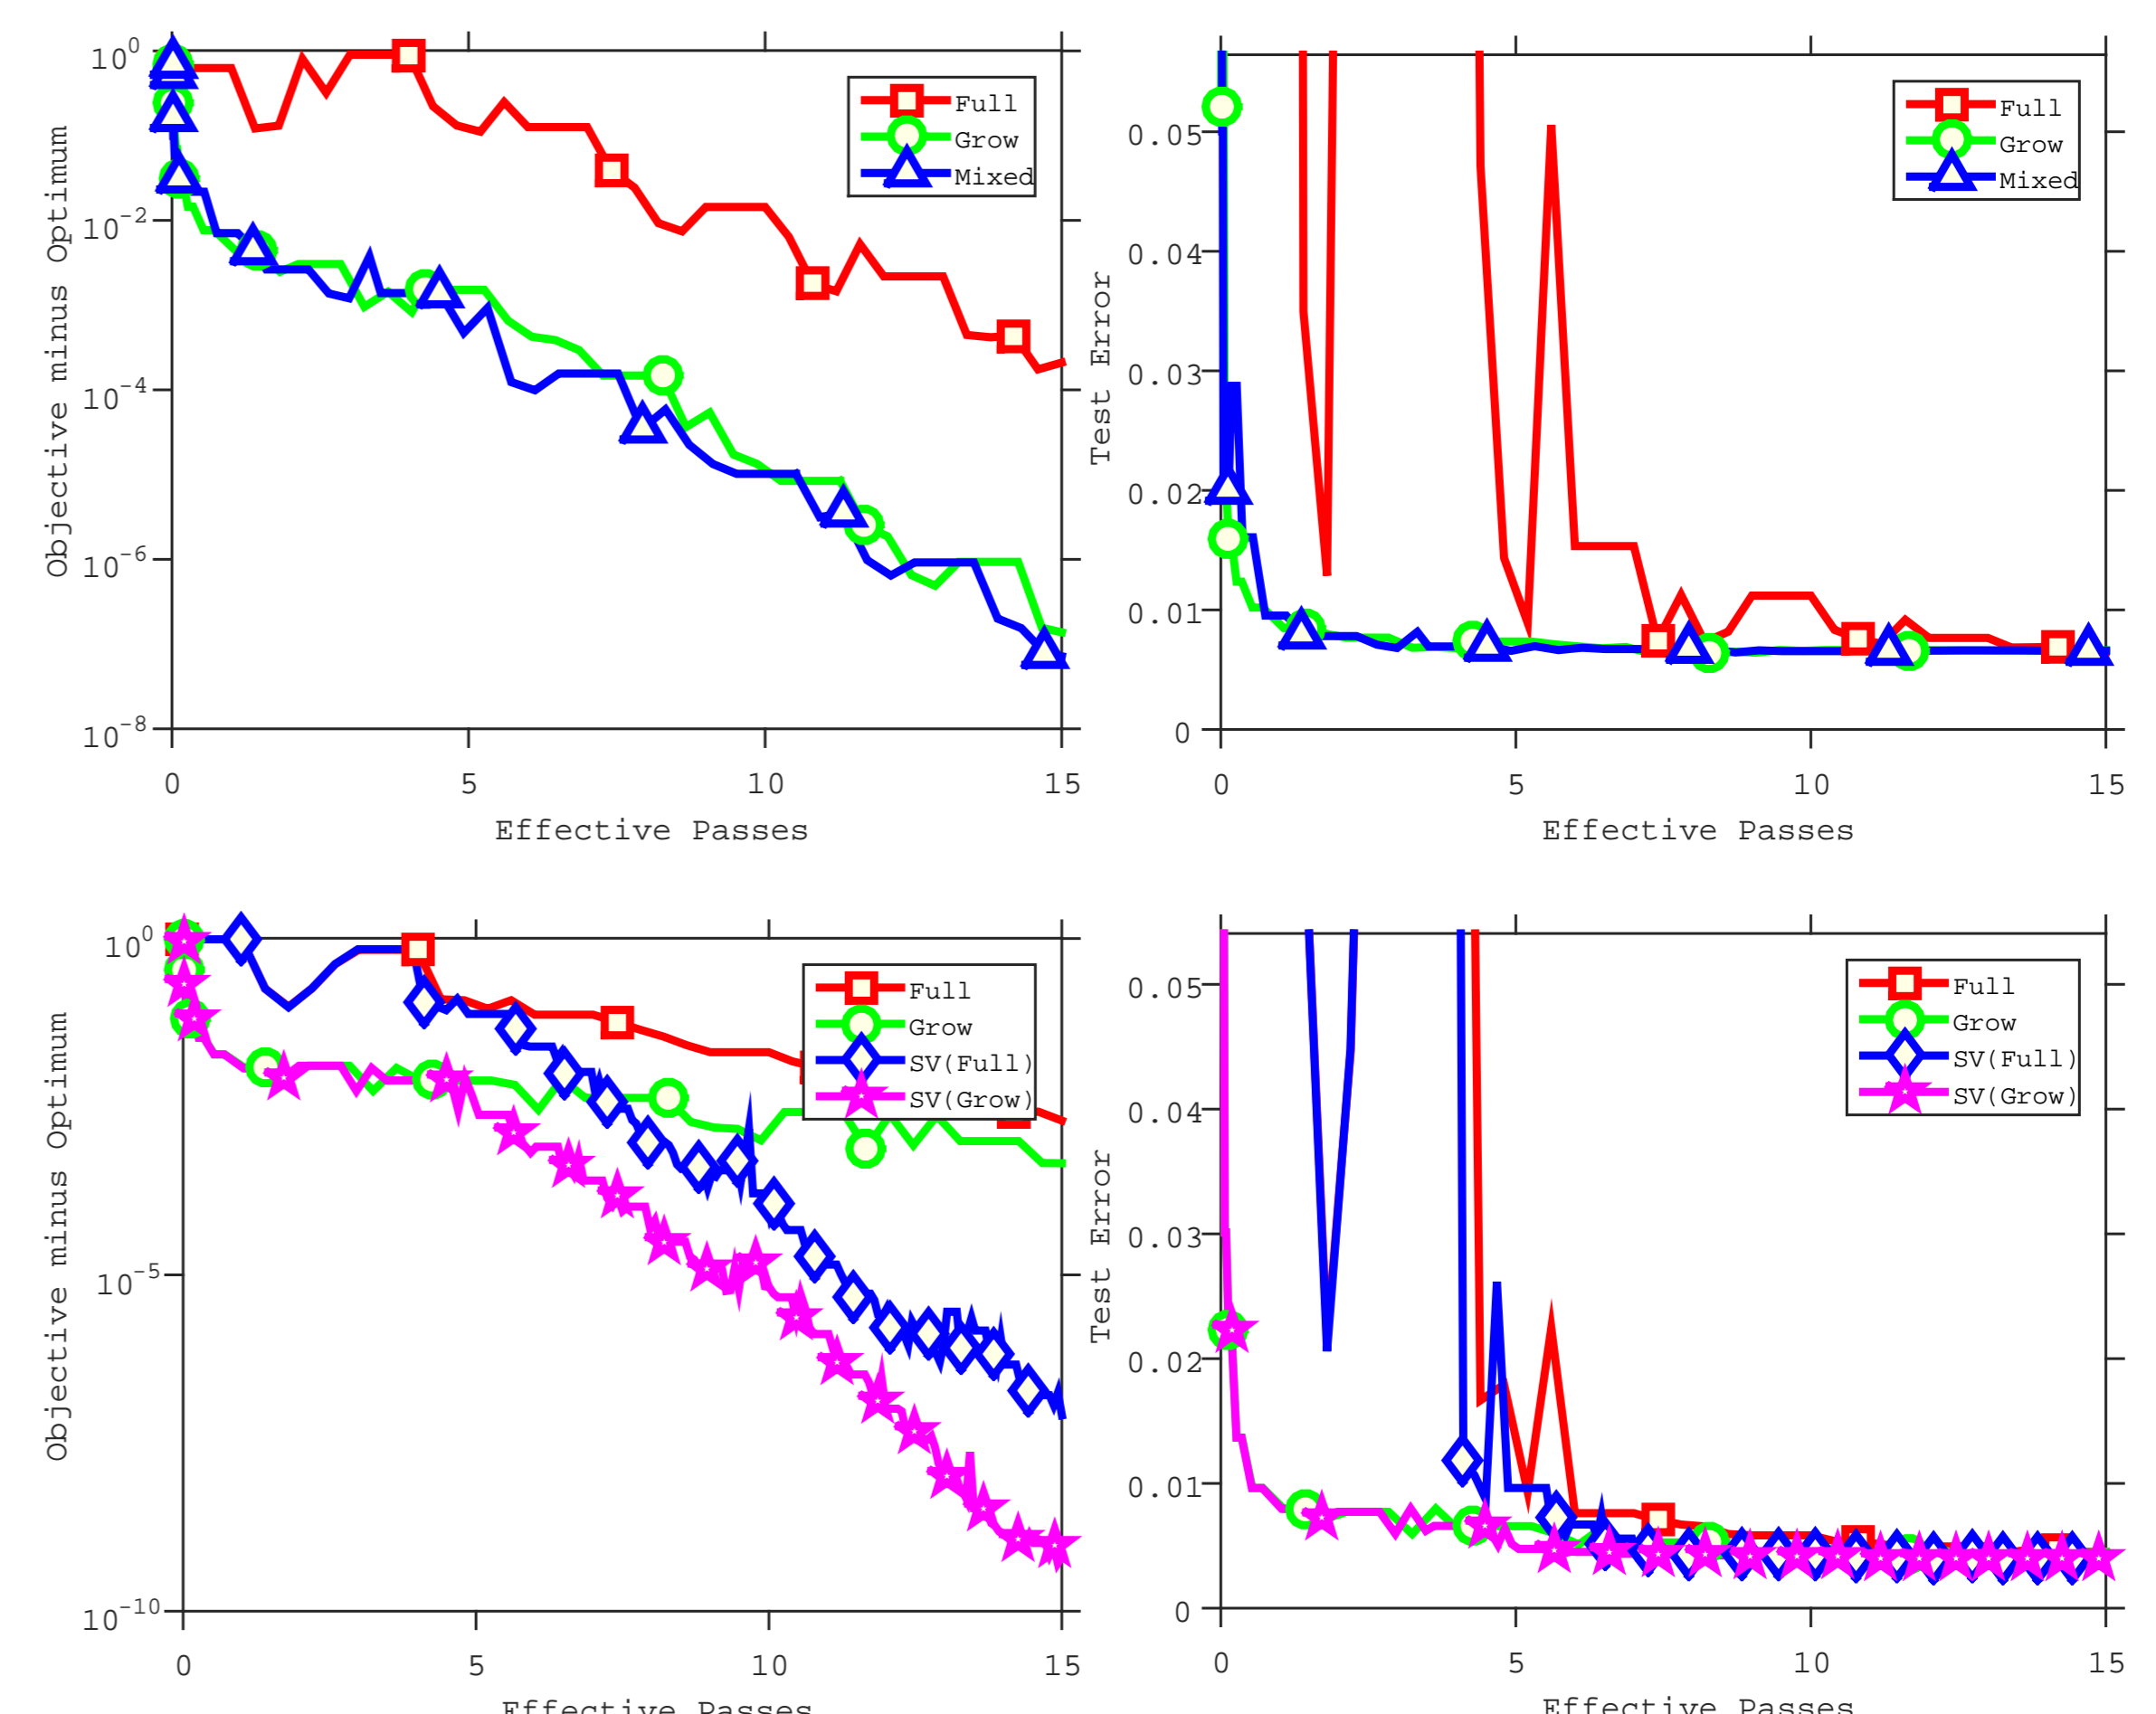 10^0
10^-2
10^-4
10^-6
10^-8
0 5 10 15
Effective Passes
Objective minus Optimum
Full
Grow
Mixed
0.05
0.04
0.03
0.02
0.01
0
0 5 10 15
Effective Passes
Test Error
Full
Grow
Mixed
10^0
10^-5
10^-10
0 5 10 15
Effective Passes
Objective minus Optimum
Full
Grow
SV(Full)
SV(Grow)
0.05
0.04
0.03
0.02
0.01
0
0 5 10 15
Effective Passes
Test Error
Full
Grow
SV(Full)
SV(Grow)